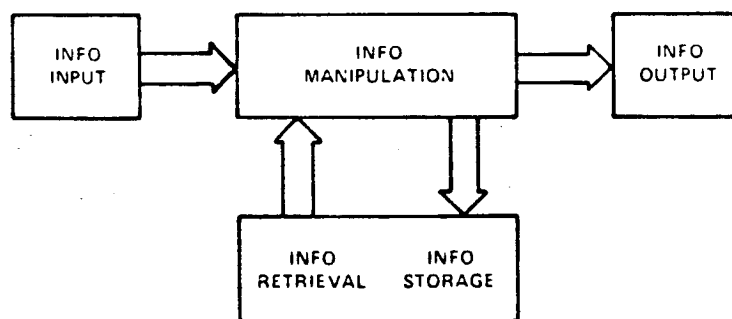 INFO
INPUT
INFO
MANIPULATION
INFO
OUTPUT
INFO
RETRIEVAL
INFO
STORAGE